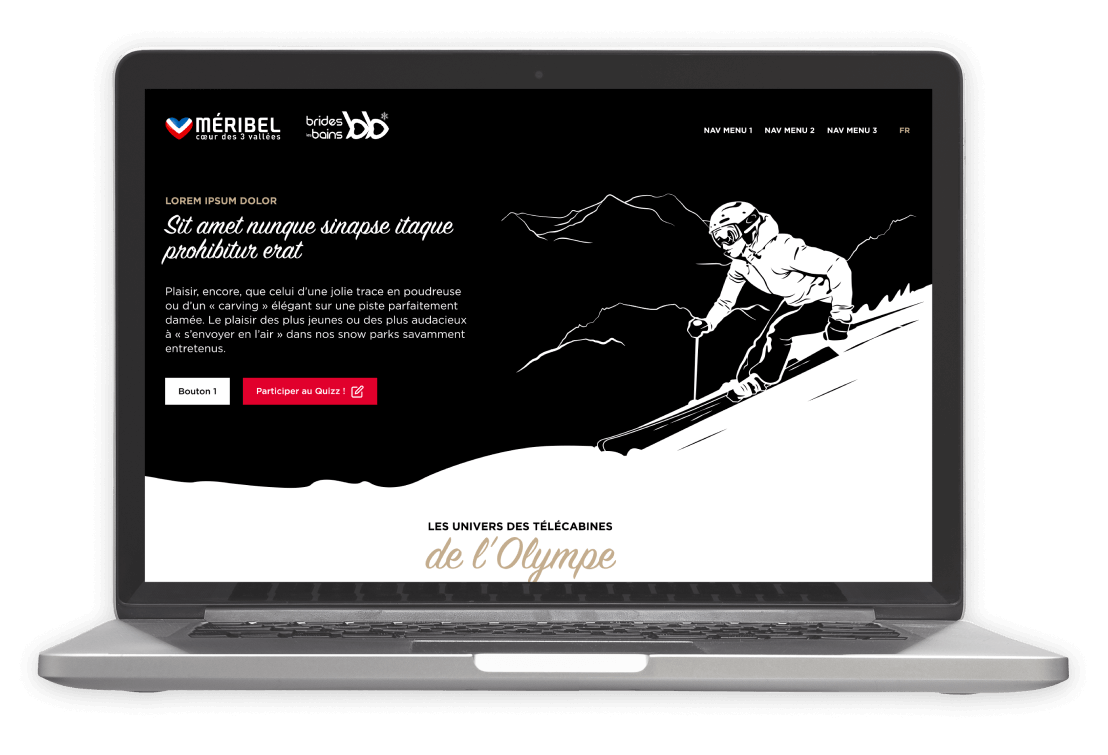 MÉRIBEL
cœur des 3 vallées
brides
les bains
NAV MENU 1 NAV MENU 2 NAV MENU 3 FR
LOREM IPSUM DOLOR
Sit amet nunque sinapse itaque
prohibitur erat
Plaisir, encore, que celui d'une jolie trace en poudreuse
ou d'un « carving » élégant sur une piste parfaitement
damée. Le plaisir des plus jeunes ou des plus audacieux
à « s'envoyer en l'air » dans nos snow parks savamment
entretenus.
Bouton 1 Participer au Quizz !
LES UNIVERS DES TÉLÉCABINES
de l'Olympe